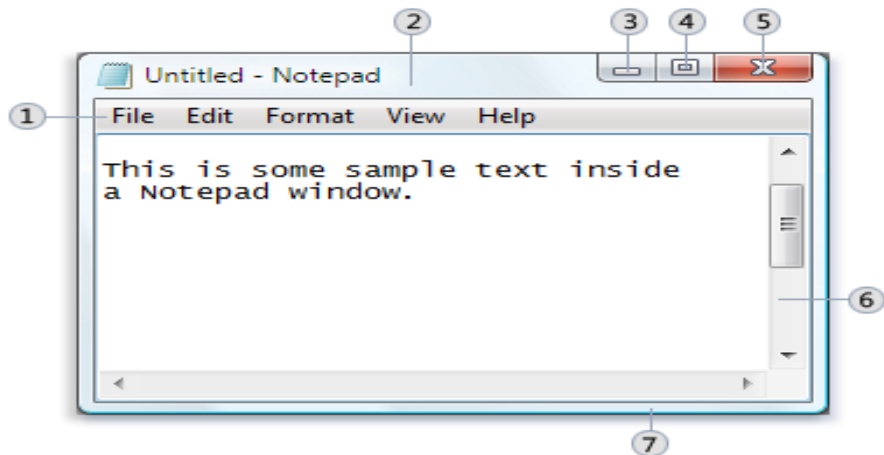 2 3 4 5
Untitled - Notepad
1 File Edit Format View Help
This is some sample text inside
a Notepad window.
6
7